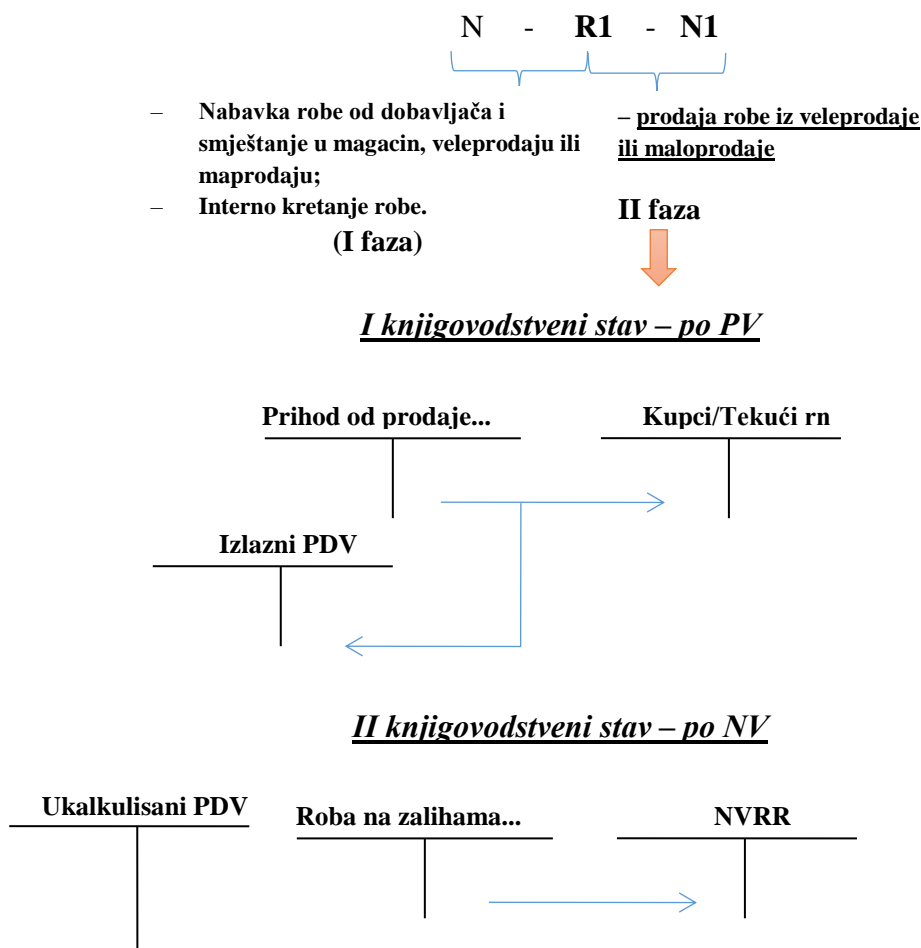 N - R1 - N1
– Nabavka robe od dobavljača i
smještanje u magacin, veleprodaju ili
maprodaju;
– Interno kretanje robe.
(I faza)
– prodaja robe iz veleprodaje
ili maloprodaje
II faza
I knjigovodstveni stav – po PV
Prihod od prodaje...
Kupci/Tekući rn
Izlazni PDV
II knjigovodstveni stav – po NV
Ukalkulisani PDV
Roba na zalihama...
NVRR